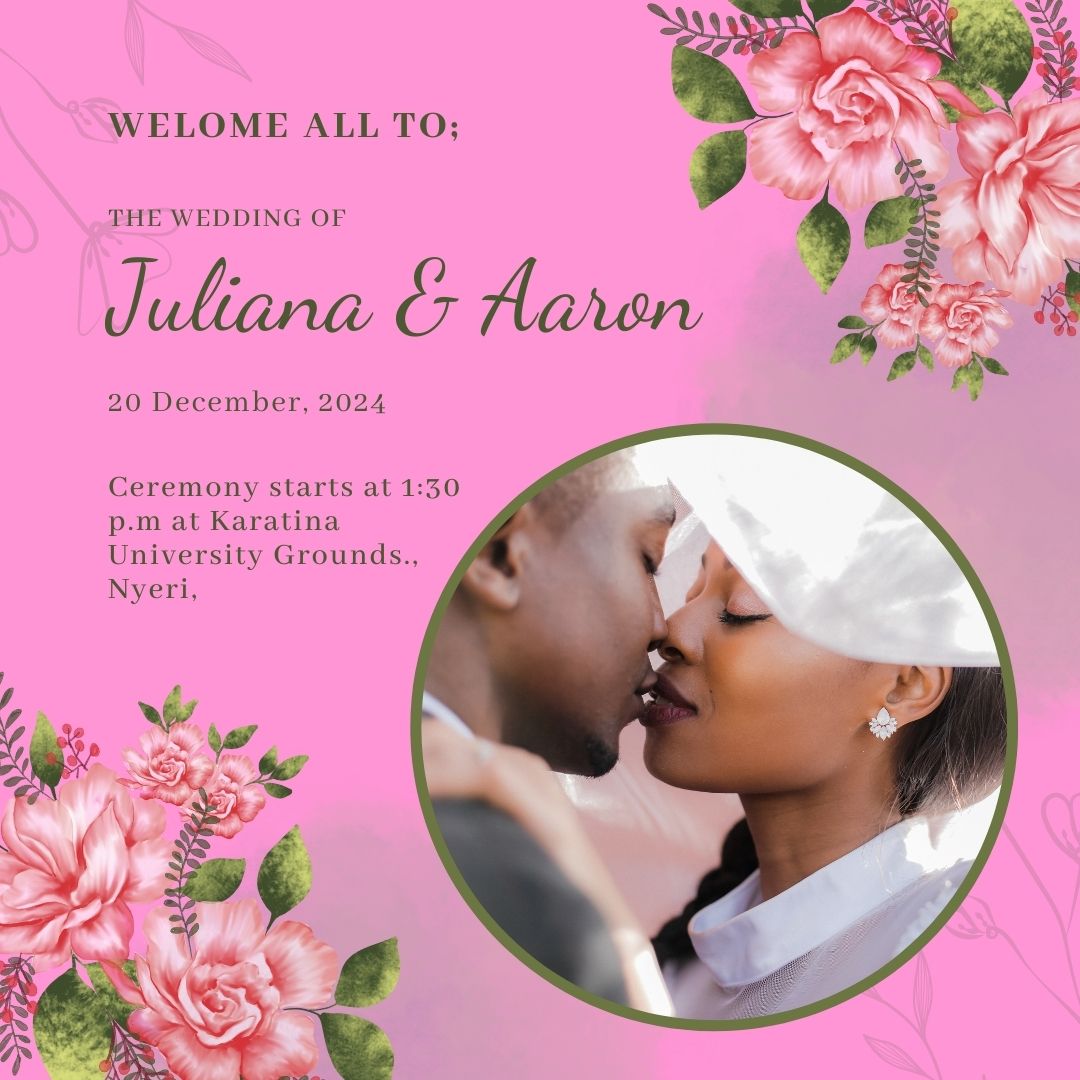 WELOME ALL TO;
THE WEDDING OF
Juliana & Aaron
20 December, 2024
Ceremony starts at 1:30
p.m at Karatina
University Grounds.,
Nyeri,